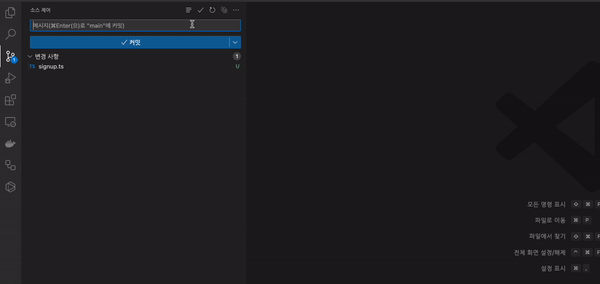 소스 제어
메시지(⌘Enter(으)로 "main"에 커밋)
커밋
변경 사항 1
TS signup.ts U
1
모든 명령 표시 ⇧ ⌘ P
파일로 이동 ⌘ P
파일에서 찾기 ⇧ ⌘ F
전체 화면 설정/해제 ^ ⌘ F
설정 표시 ⌘ ,